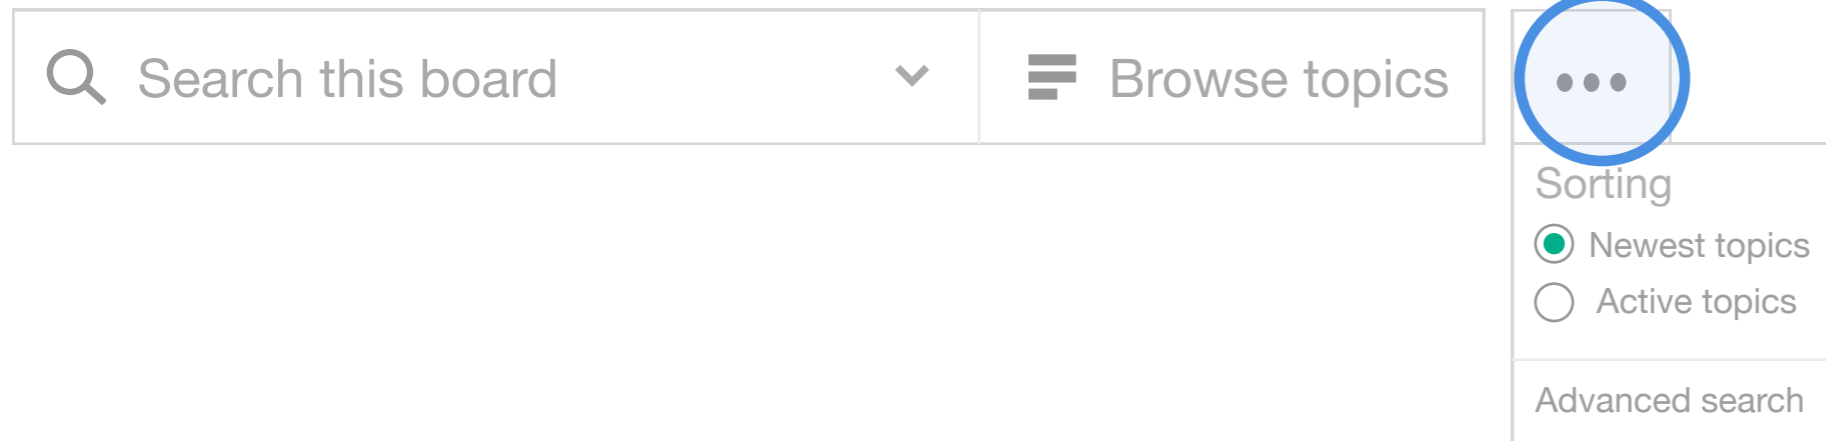 Search this board
Browse topics
Sorting
Newest topics
Active topics
Advanced search